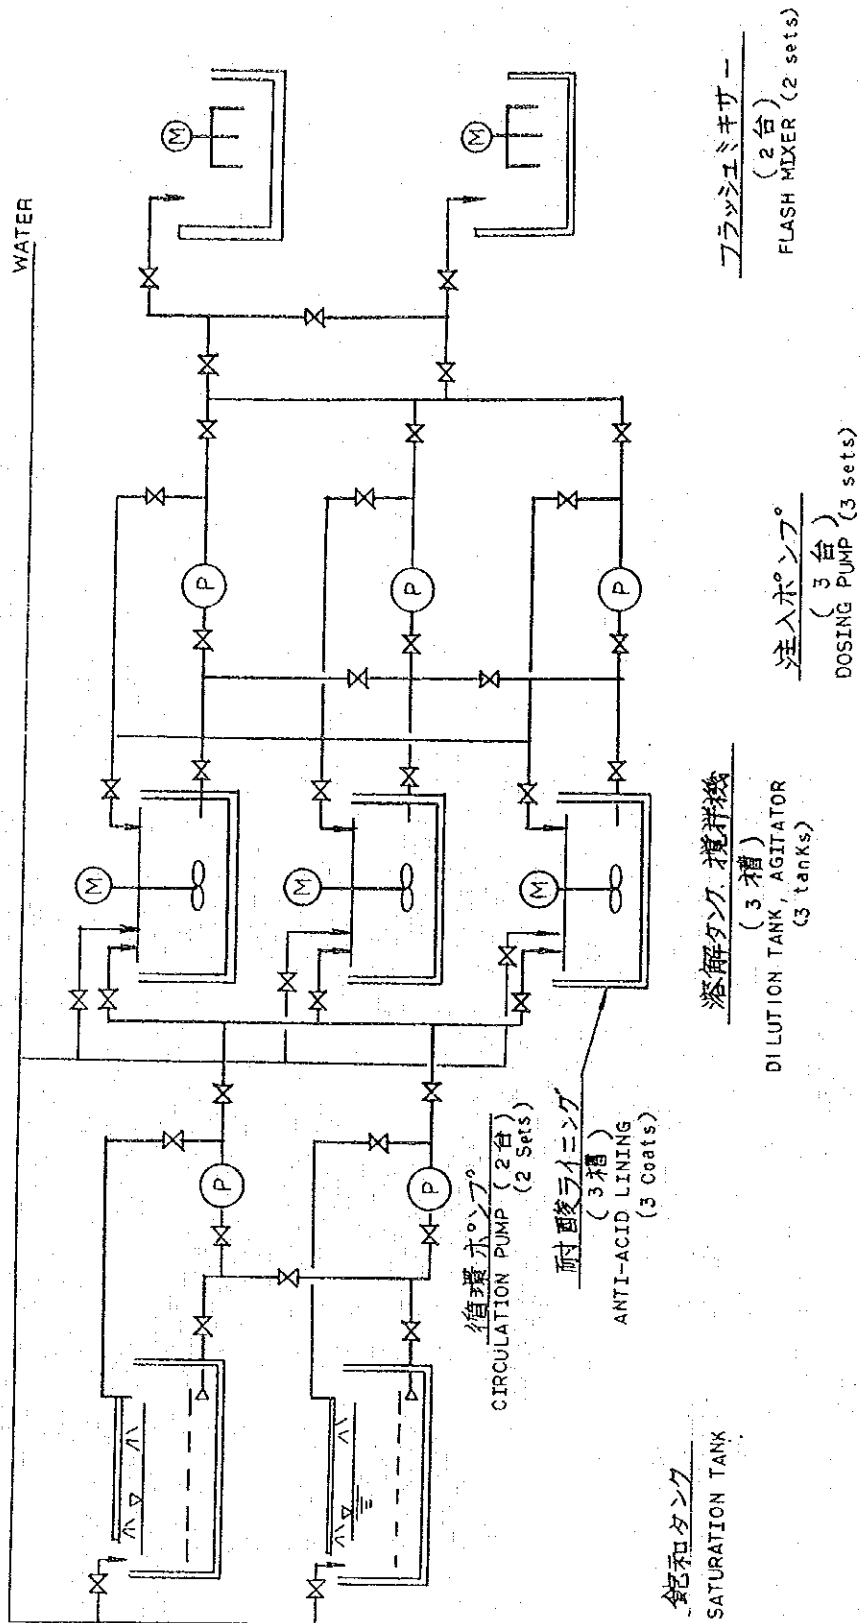 WATER
M
M
P
P
P
M
M
M
P
P
飽和タンク
SATURATION TANK
循環ポンプ (2台)
CIRCULATION PUMP (2 Sets)
耐酸ライニング
(3槽)
ANTI-ACID LINING
(3 Coats)
溶解タンク、攪拌機
(3槽)
DILUTION TANK, AGITATOR
(3 tanks)
注入ポンプ
(3台)
DOSING PUMP (3 sets)
フラッシュミキサー
(2台)
FLASH MIXER (2 sets)